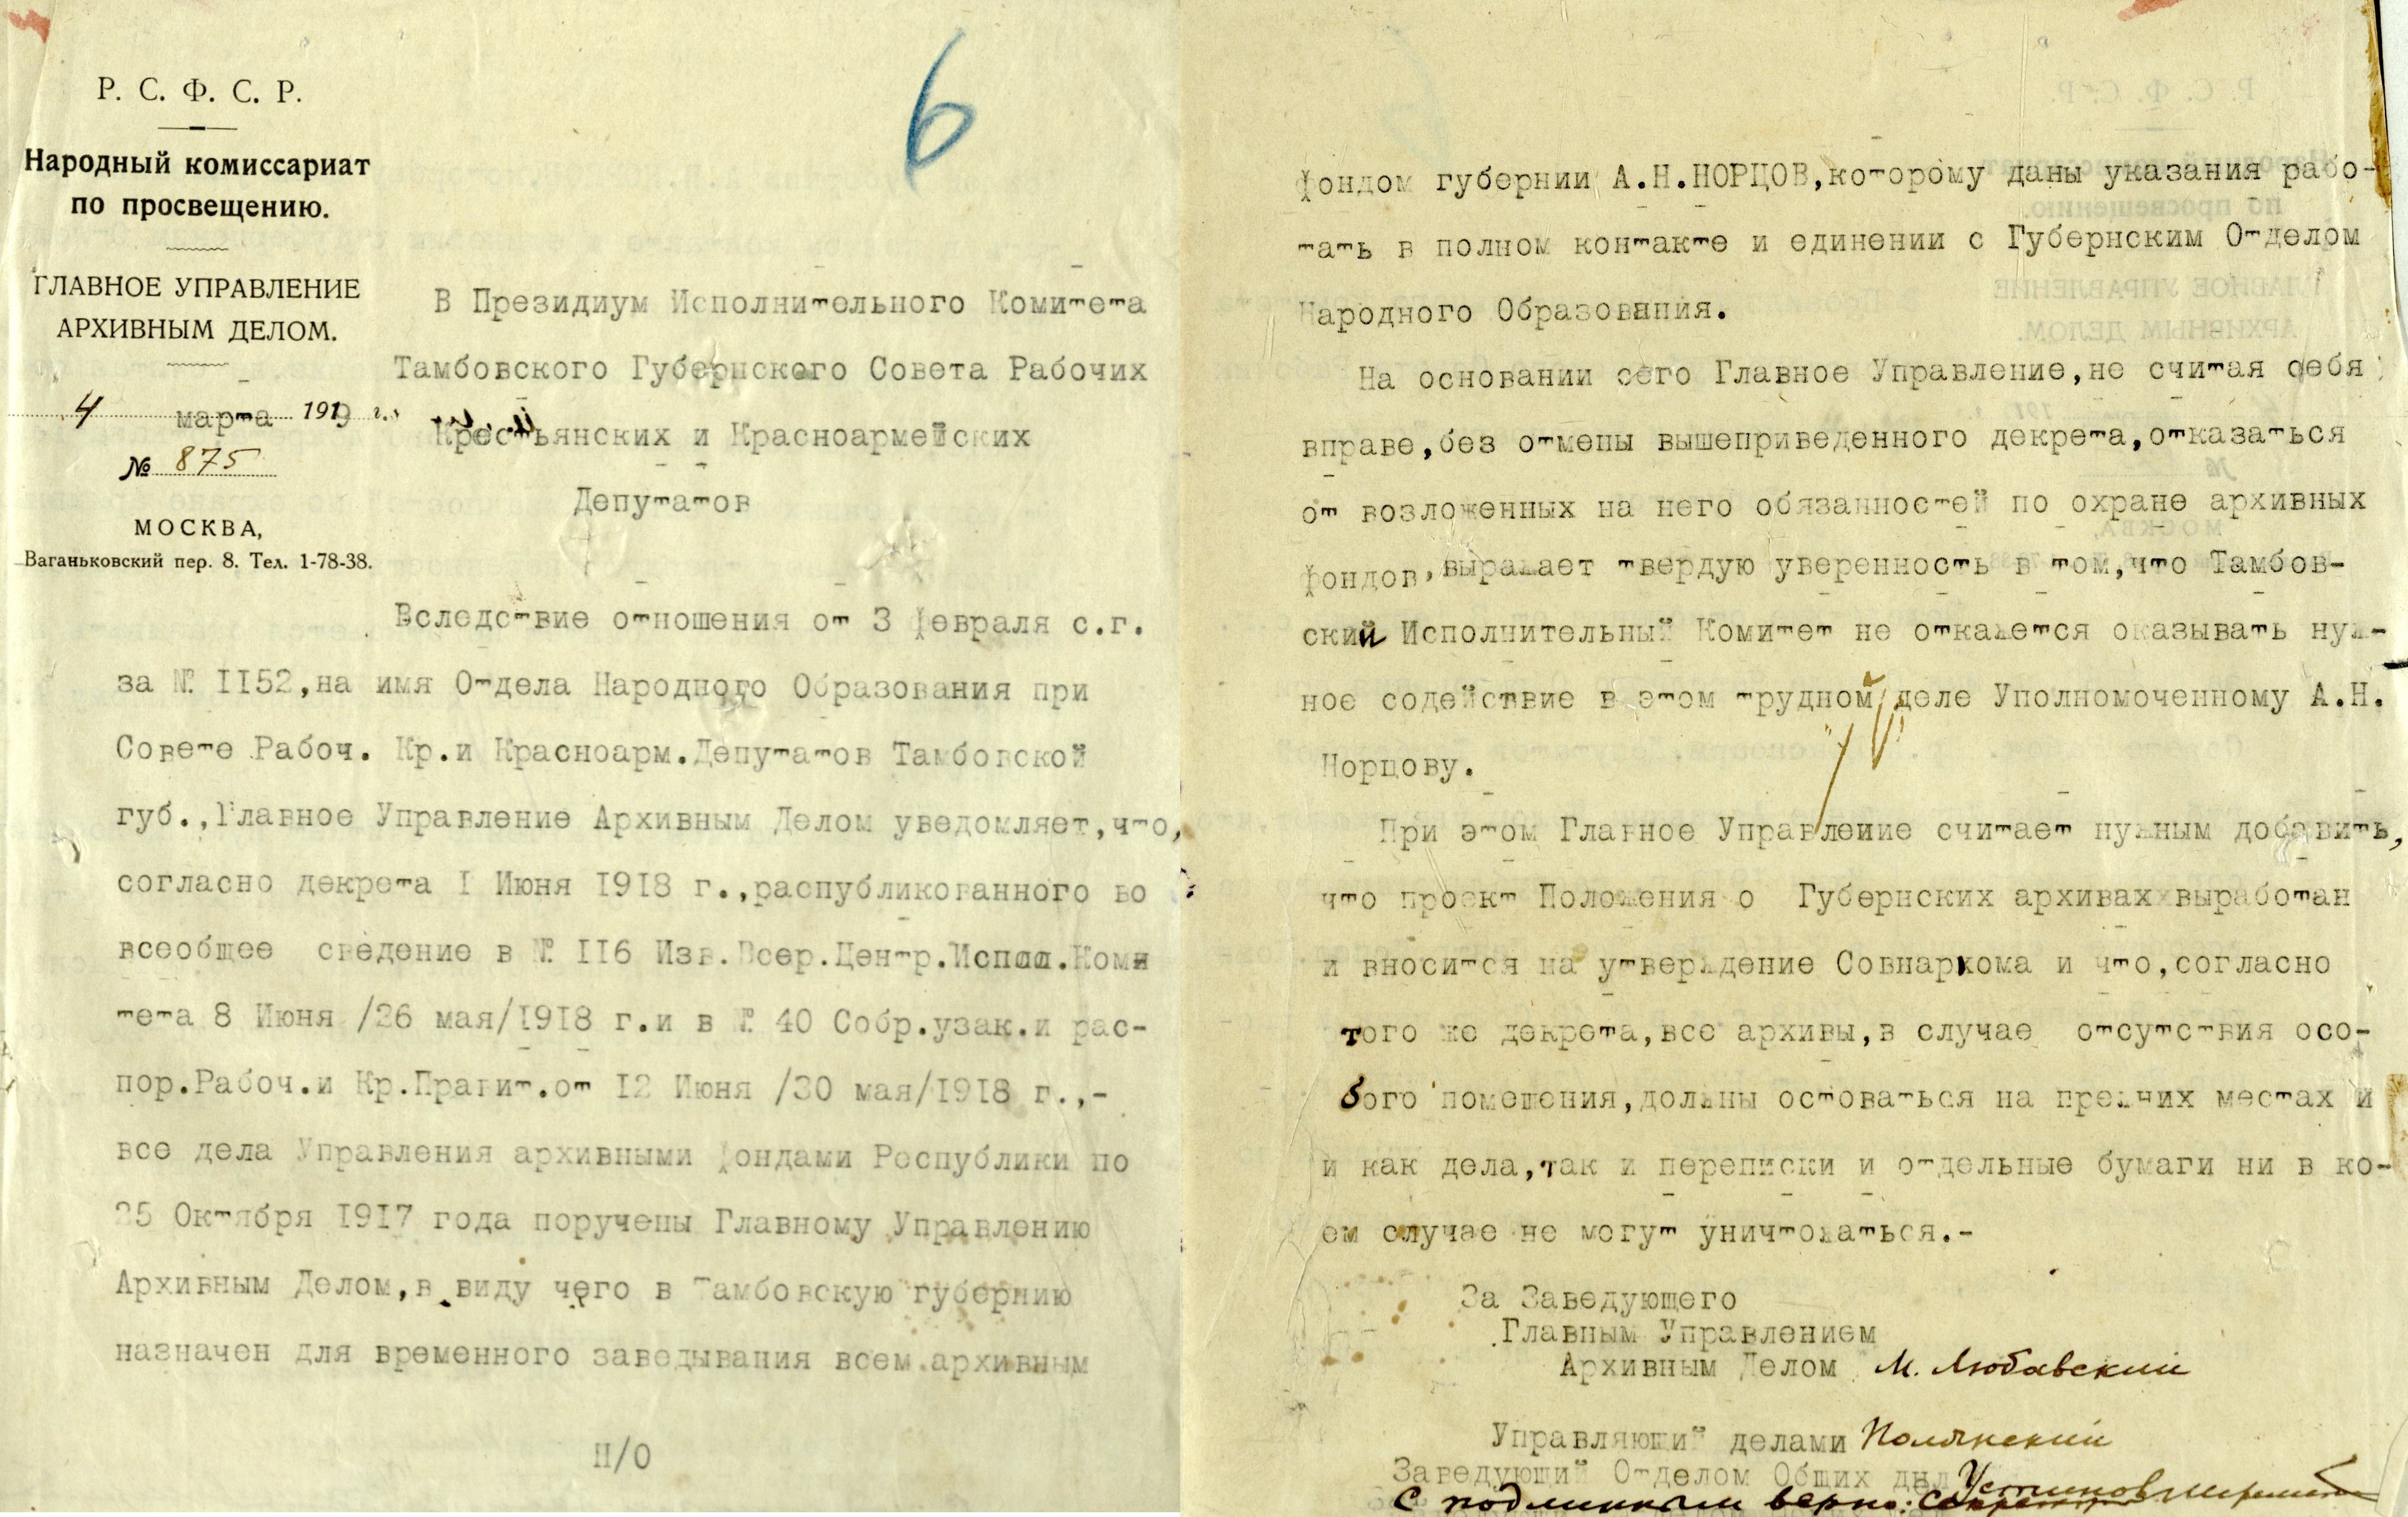 6
Р. С. Ф. С. Р.
Народный комиссариат
по просвещению.
ГЛАВНОЕ УПРАВЛЕНИЕ
АРХИВНЫМ ДЕЛОМ.
4 марта 1919 г.
№ 875
МОСКВА,
Ваганьковский пер. 8. Тел. 1-78-38.
В Президиум Исполнительного Комитета
Тамбовского Губернского Совета Рабочих
Крестьянских и Красноармейских
Депутатов
Вследствие отношения от 3 февраля с.г.
за № II52,на имя Отдела Народного Образования при
Совете Рабоч. Кр.и Красноарм.Депутатов Тамбовской
губ.,Главное Управление Архивным Делом уведомляет,что,
согласно декрета I Июня I9I8 г.,распубликованного во
всеобщее сведение в № II6 Изв.Всер.Центр.Испол.Коми
тета 8 Июня /26 мая/I9I8 г.и в № 40 Собр.узак.и рас-
пор.Рабоч.и Кр.Правит.от I2 Июня /30 мая/I9I8 г.,-
все дела Управления архивными фондами Республики по
25 Октября I9I7 года поручены Главному Управлению
Архивным Делом,в виду чего в Тамбовскую губернию
назначен для временного заведывания всем архивным
Н/О
фондом губернии А.Н.НОРЦОВ,которому даны указания рабо-
тать в полном контакте и единении с Губернским Отделом
Народного Образования.
На основании сего Главное Управление,не считая себя
вправе,без отмены вышеприведенного декрета,отказаться
от возложенных на него обязанностей по охране архивных
фондов,выражает твердую уверенность в том,что Тамбов-
ский Исполнительный Комитет не откажется оказывать нуж-
ное содействие в этом трудном деле Уполномоченному А.Н.
Норцову.
При этом Главное Управление считает нужным добавить,
что проект Положения о Губернских архивах выработан
и вносится на утверждение Совнаркома и что,согласно
того же декрета,все архивы,в случае отсутствия осо-
бого помещения,должны остоваться на прежних местах и
и как дела,так и переписки и отдельные бумаги ни в ко-
ем случае не могут уничтожаться.-
За Заведующего
Главным Управлением
Архивным Делом М. Любавский
Управляющий делами Полянский
Заведующий Отделом Общих дел Устинов
С подлинным верно: Секретарь